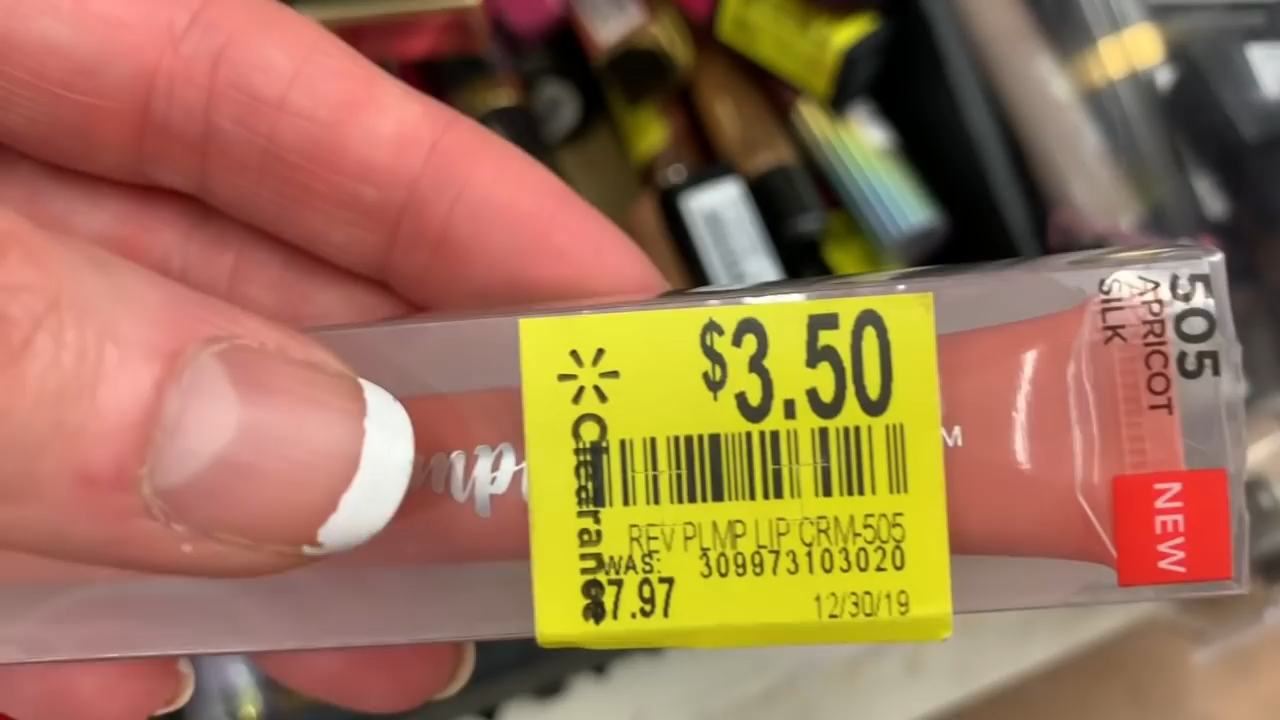 $3.50
Clearance
REV PLMP LIP CRM-505
WAS:
309973103020
$7.97
12/30/19
505
APRICOT
SILK
NEW